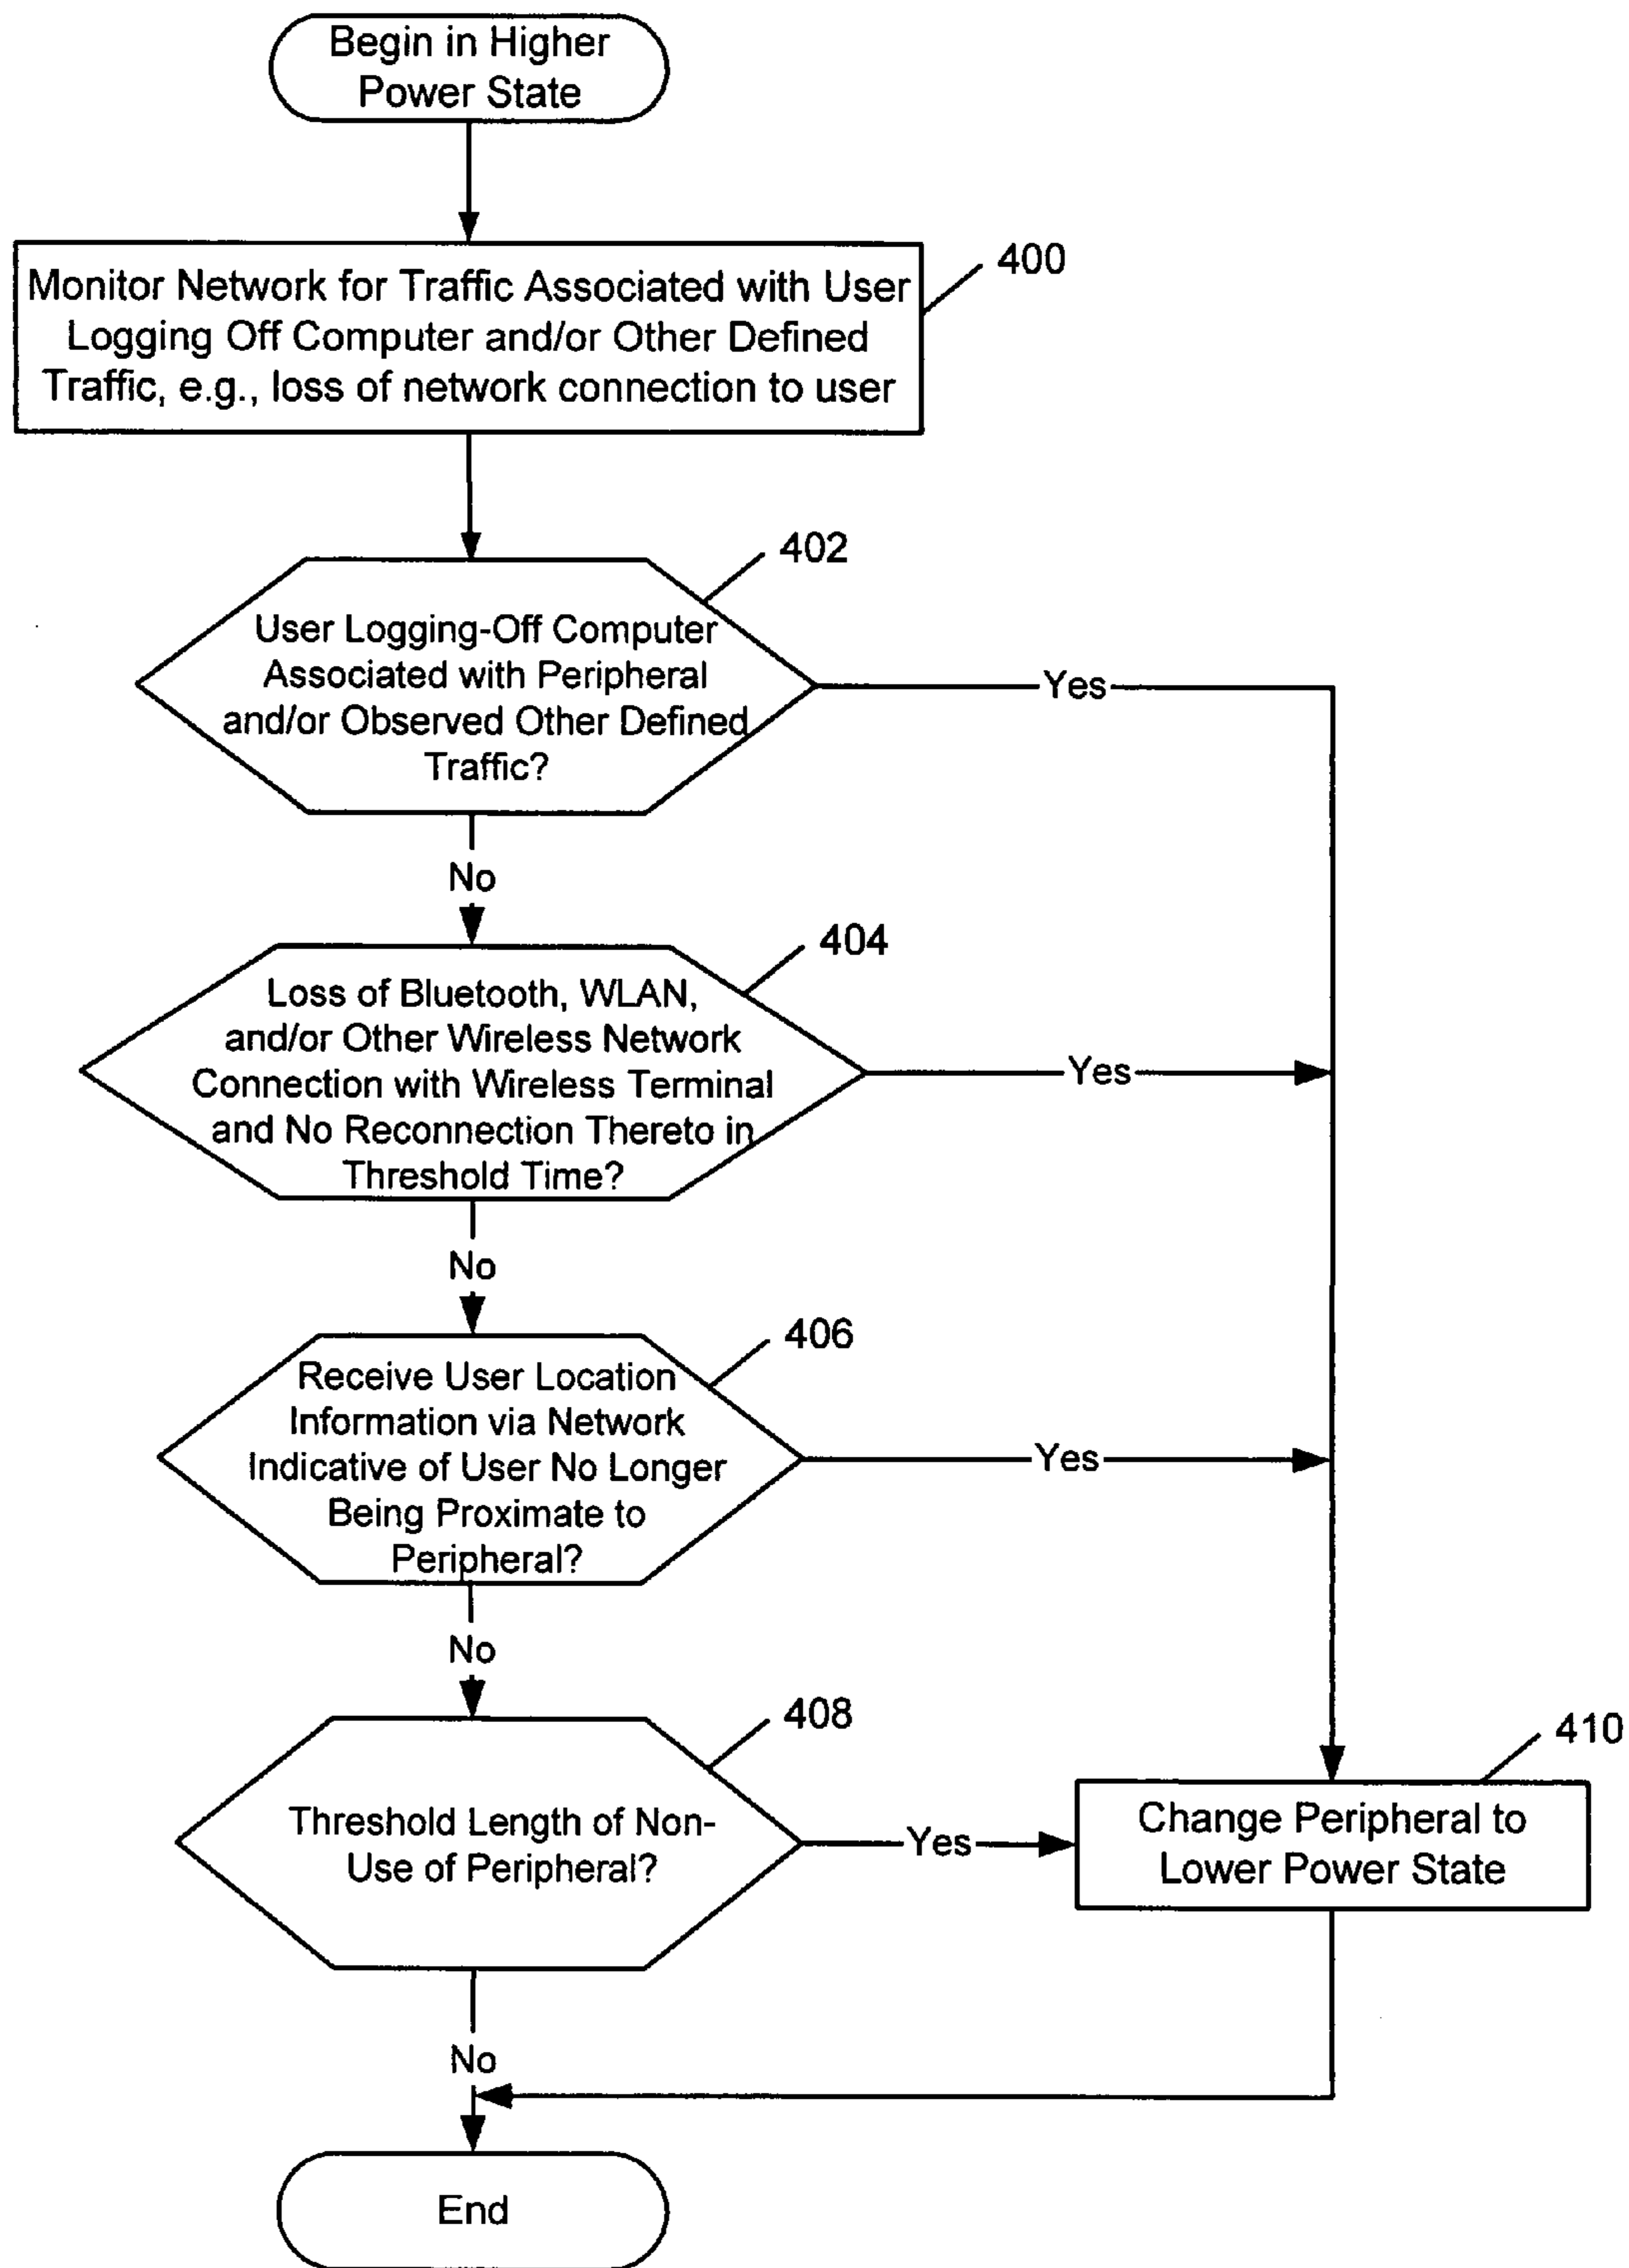 Begin in Higher
Power State
400
Monitor Network for Traffic Associated with User
Logging Off Computer and/or Other Defined
Traffic, e.g., loss of network connection to user
402
User Logging-Off Computer
Associated with Peripheral
and/or Observed Other Defined
Traffic?
Yes
No
404
Loss of Bluetooth, WLAN,
and/or Other Wireless Network
Connection with Wireless Terminal
and No Reconnection Thereto in
Threshold Time?
Yes
No
406
Receive User Location
Information via Network
Indicative of User No Longer
Being Proximate to
Peripheral?
Yes
No
408
Threshold Length of Non-
Use of Peripheral?
Yes
410
Change Peripheral to
Lower Power State
No
End